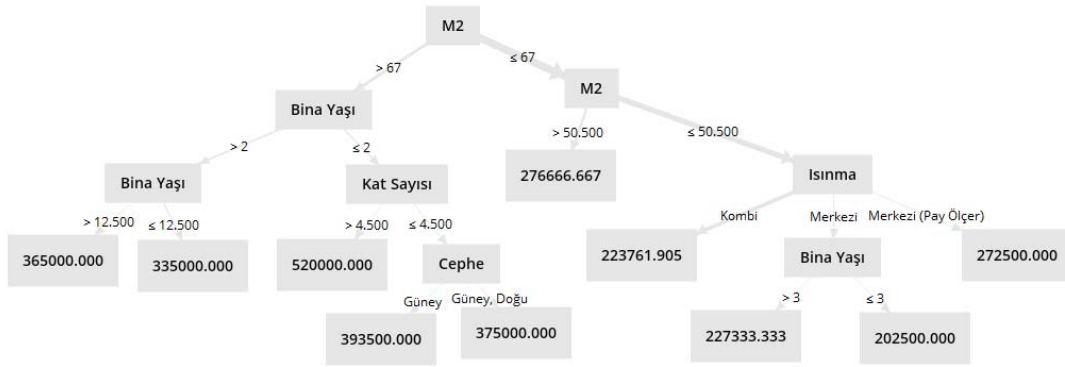 M2
> 67
≤ 67
Bina Yaşı
M2
> 2
≤ 2
> 50.500
≤ 50.500
Bina Yaşı
Kat Sayısı
276666.667
Isınma
> 12.500
≤ 12.500
> 4.500
≤ 4.500
Kombi
Merkezi
Merkezi (Pay Ölçer)
365000.000
335000.000
520000.000
Cephe
223761.905
Bina Yaşı
272500.000
Güney
Güney, Doğu
> 3
≤ 3
393500.000
375000.000
227333.333
202500.000